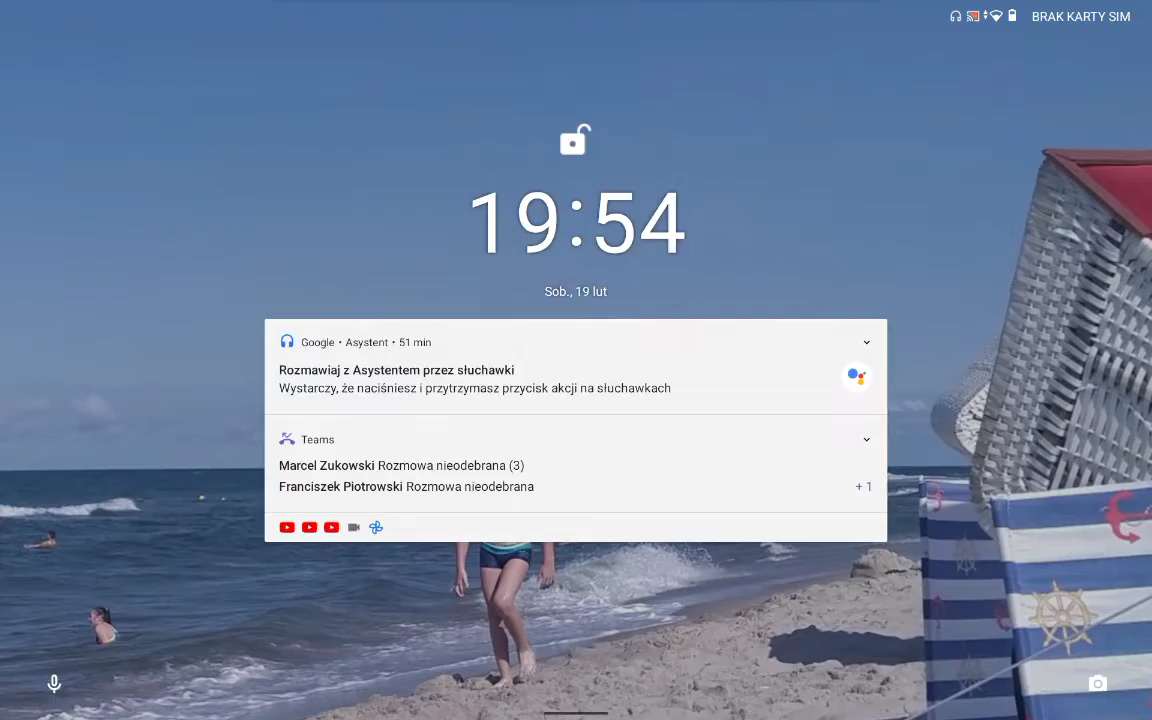 BRAK KARTY SIM
19:54
Sob., 19 lut
Google • Asystent • 51 min
Rozmawiaj z Asystentem przez słuchawki
Wystarczy, że naciśniesz i przytrzymasz przycisk akcji na słuchawkach
Teams
Marcel Zukowski Rozmowa nieodebrana (3)
Franciszek Piotrowski Rozmowa nieodebrana
+ 1